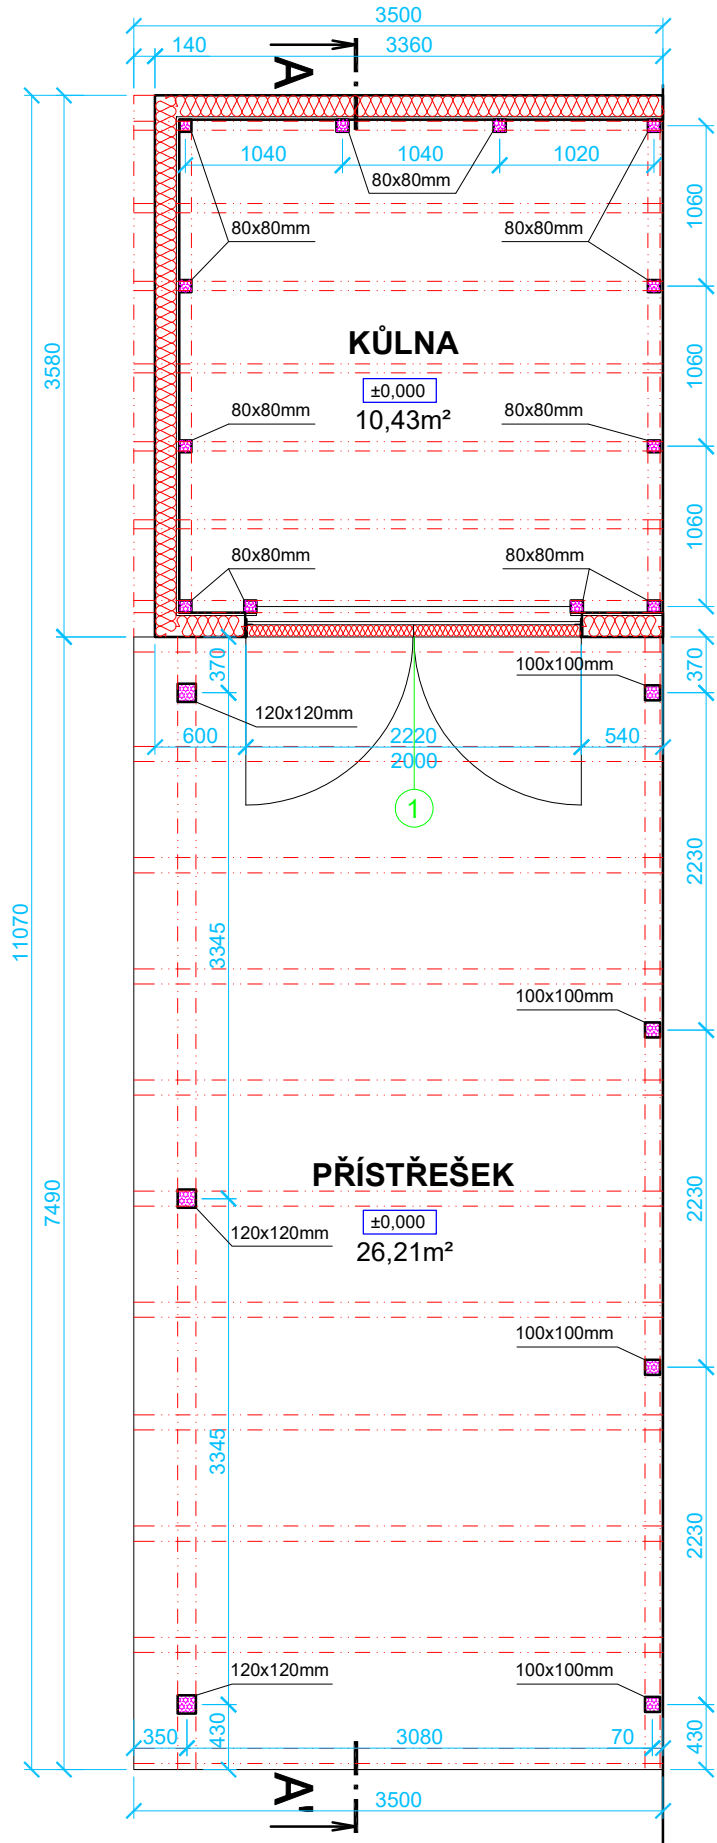 3500
140
3360
A
1040
1040
1020
80x80mm
1060
80x80mm
80x80mm
KŮLNA
±0,000
10,43m²
3580
1060
80x80mm
80x80mm
1060
80x80mm
80x80mm
370
100x100mm
370
120x120mm
600
2220
2000
540
1
2230
11070
3345
100x100mm
PŘÍSTŘEŠEK
±0,000
26,21m²
7490
2230
120x120mm
100x100mm
3345
2230
120x120mm
100x100mm
350
430
3080
70
430
A'
3500